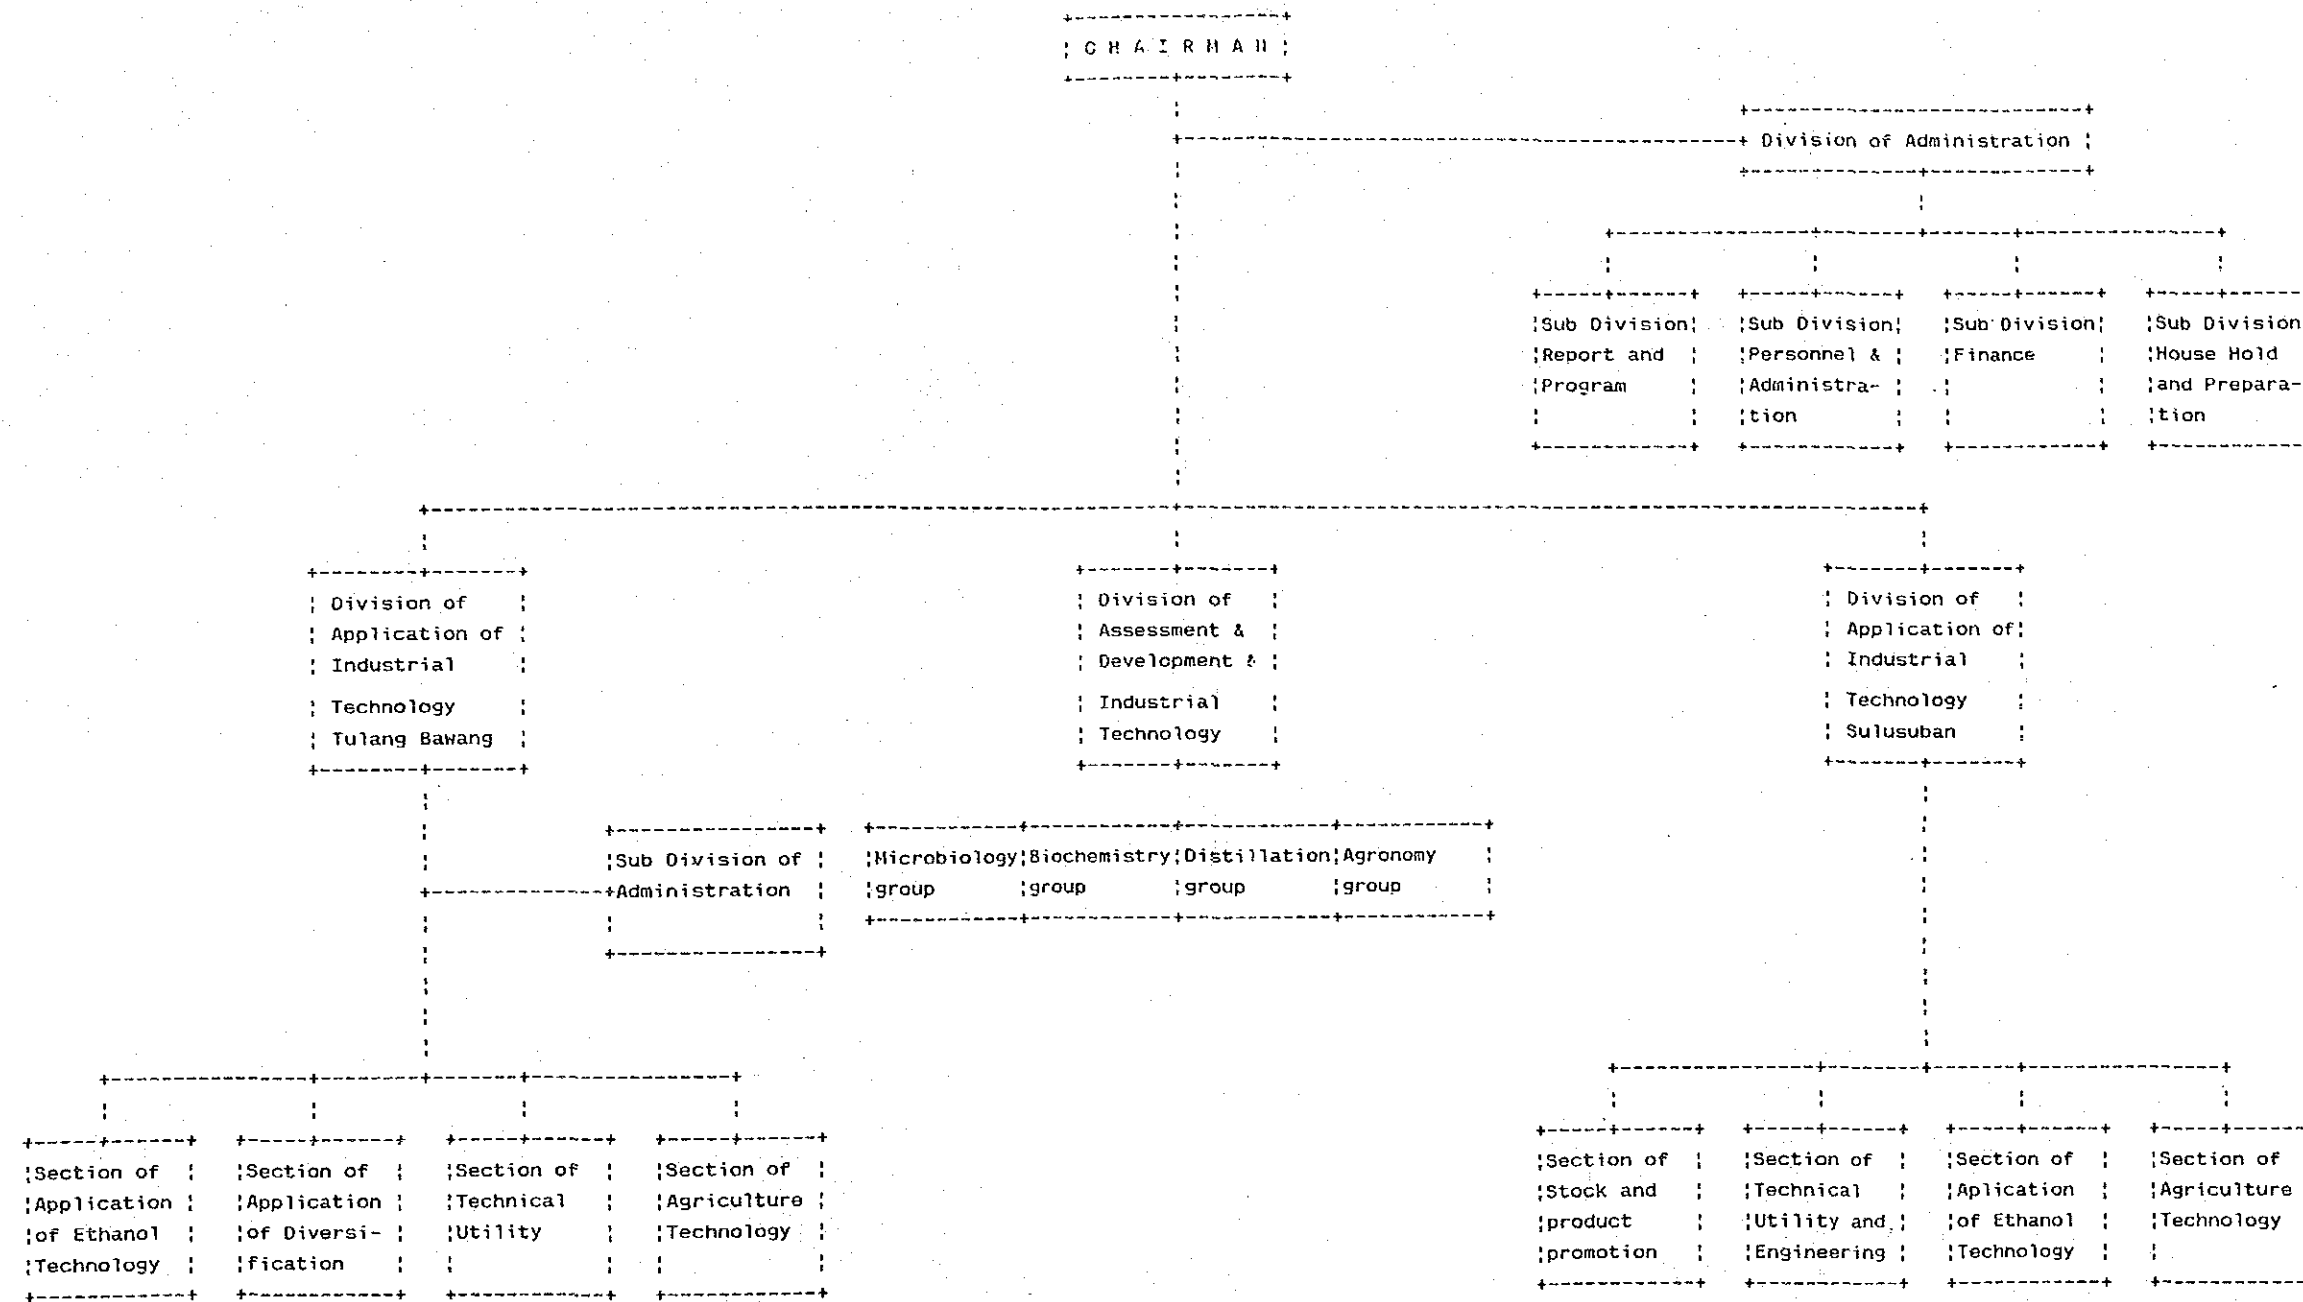 CHAIRMAN
Division of Administration
Sub Division
Report and
Program
Sub Division
Personnel &
Administra-
tion
Sub Division
Finance
Sub Division
House Hold
and Prepara-
tion
Division of
Application of
Industrial
Technology
Tulang Bawang
Division of
Assessment &
Development &
Industrial
Technology
Division of
Application of
Industrial
Technology
Sulusuban
Sub Division of
Administration
Microbiology
group
Biochemistry
group
Distillation
group
Agronomy
group
Section of
Application
of Ethanol
Technology
Section of
Application
of Diversi-
fication
Section of
Technical
Utility
Section of
Agriculture
Technology
Section of
Stock and
product
promotion
Section of
Technical
Utility and
Engineering
Section of
Aplication
of Ethanol
Technology
Section of
Agriculture
Technology